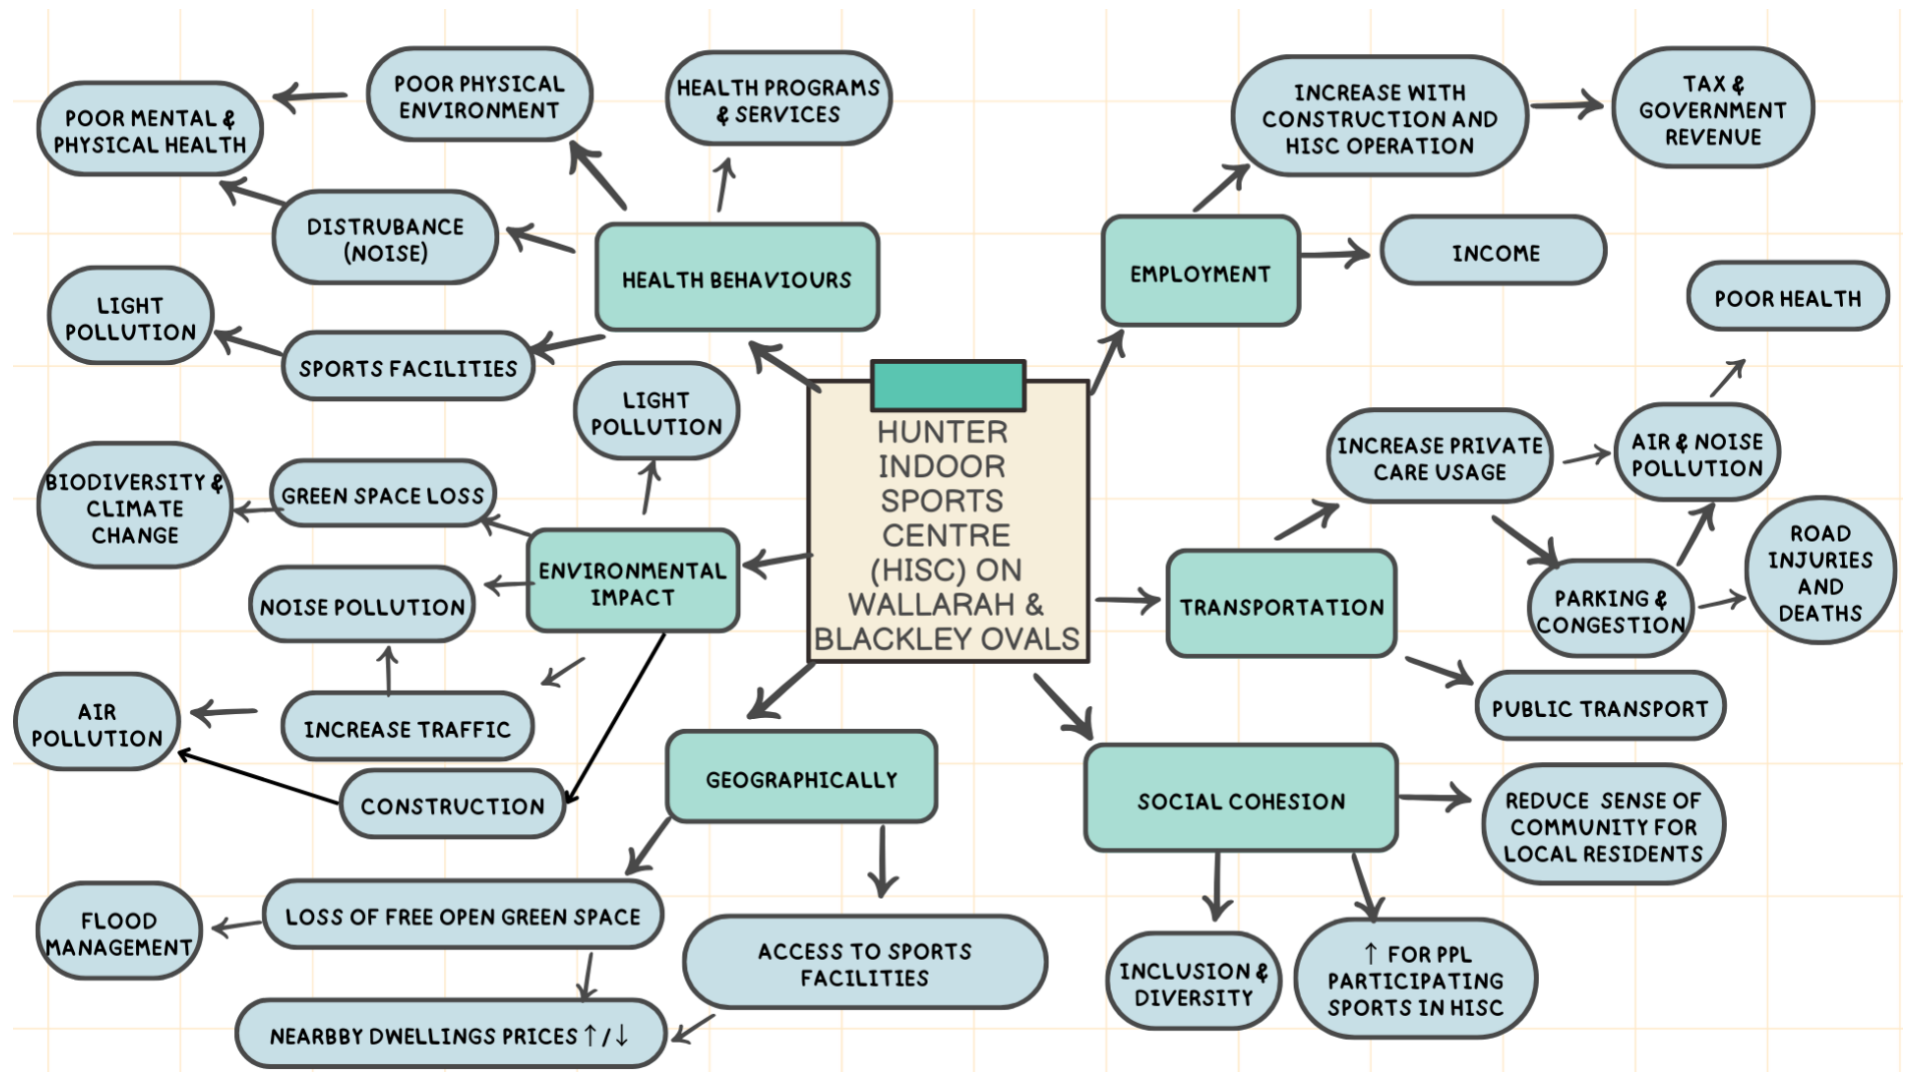 POOR PHYSICAL
ENVIRONMENT
HEALTH PROGRAMS
& SERVICES
POOR MENTAL &
PHYSICAL HEALTH
DISTRUBANCE
(NOISE)
HEALTH BEHAVIOURS
LIGHT
POLLUTION
SPORTS FACILITIES
LIGHT
POLLUTION
INCREASE WITH
CONSTRUCTION AND
HISC OPERATION
TAX &
GOVERNMENT
REVENUE
EMPLOYMENT
INCOME
POOR HEALTH
HUNTER
INDOOR
SPORTS
CENTRE
(HISC) ON
WALLARAH &
BLACKLEY OVALS
INCREASE PRIVATE
CARE USAGE
AIR & NOISE
POLLUTION
ROAD
INJURIES
AND
DEATHS
TRANSPORTATION
PARKING &
CONGESTION
PUBLIC TRANSPORT
BIODIVERSITY &
CLIMATE
CHANGE
GREEN SPACE LOSS
ENVIRONMENTAL
IMPACT
NOISE POLLUTION
AIR
POLLUTION
INCREASE TRAFFIC
CONSTRUCTION
GEOGRAPHICALLY
SOCIAL COHESION
REDUCE SENSE OF
COMMUNITY FOR
LOCAL RESIDENTS
FLOOD
MANAGEMENT
LOSS OF FREE OPEN GREEN SPACE
ACCESS TO SPORTS
FACILITIES
NEARBBY DWELLINGS PRICES ↑/↓
INCLUSION &
DIVERSITY
↑ FOR PPL
PARTICIPATING
SPORTS IN HISC